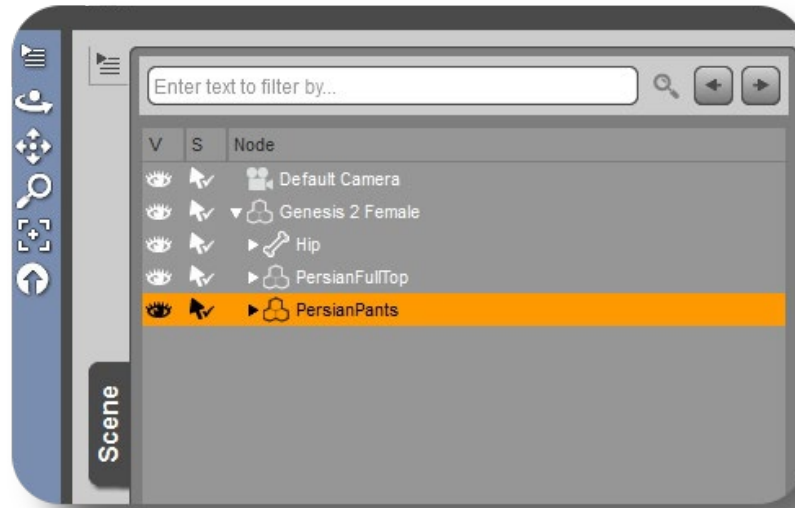 Enter text to filter by...
V S Node
Default Camera
Genesis 2 Female
Hip
PersianFullTop
PersianPants
Scene